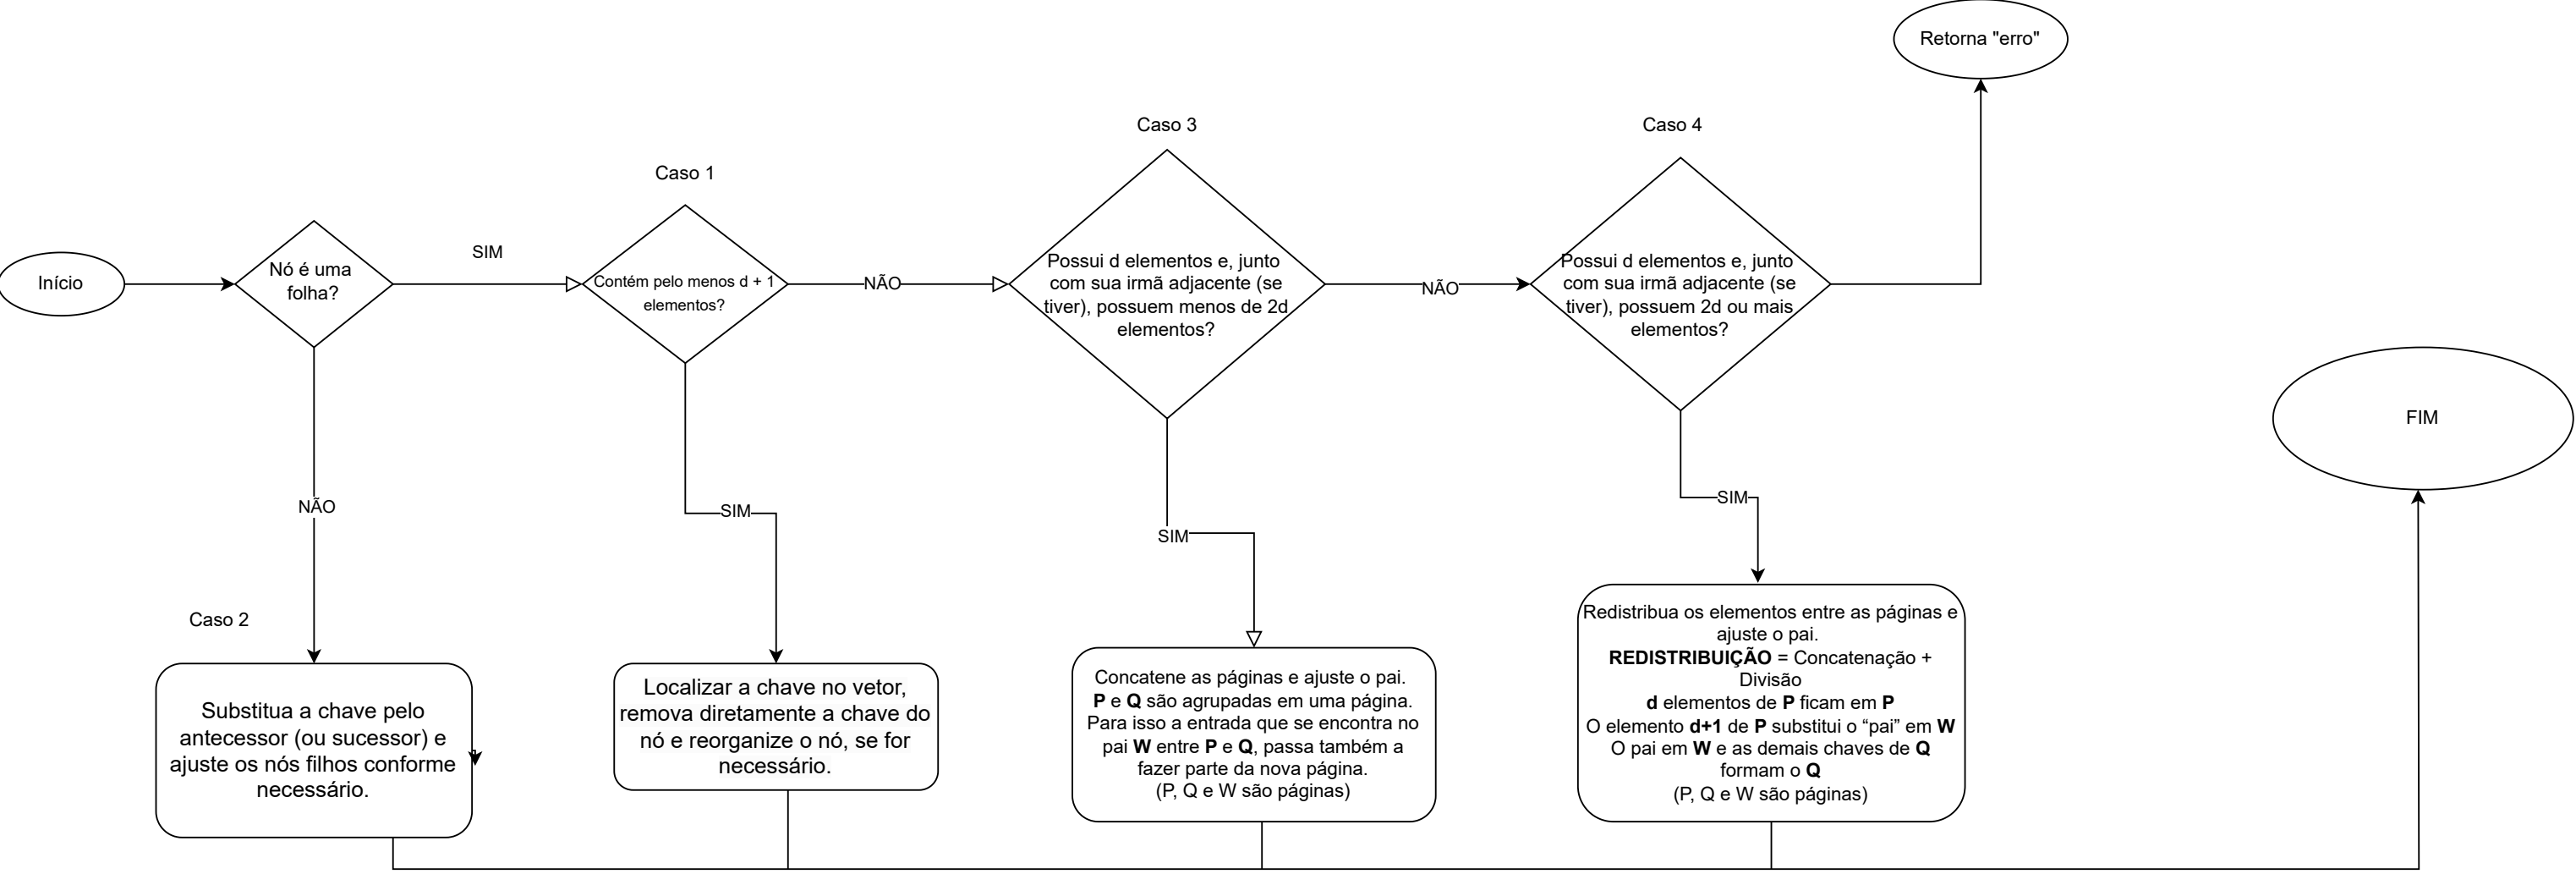 Retorna "erro"
Caso 3
Caso 4
Caso 1
SIM
Início
Nó é uma
folha?
Contém pelo menos d + 1
elementos?
NÃO
Possui d elementos e, junto
com sua irmã adjacente (se
tiver), possuem menos de 2d
elementos?
NÃO
Possui d elementos e, junto
com sua irmã adjacente (se
tiver), possuem 2d ou mais
elementos?
FIM
NÃO
SIM
SIM
SIM
Caso 2
Substitua a chave pelo
antecessor (ou sucessor) e
ajuste os nós filhos conforme
necessário.
Localizar a chave no vetor,
remova diretamente a chave do
nó e reorganize o nó, se for
necessário.
Concatene as páginas e ajuste o pai.
P e Q são agrupadas em uma página.
Para isso a entrada que se encontra no
pai W entre P e Q, passa também a
fazer parte da nova página.
(P, Q e W são páginas)
Redistribua os elementos entre as páginas e
ajuste o pai.
REDISTRIBUIÇÃO = Concatenação +
Divisão
d elementos de P ficam em P
O elemento d+1 de P substitui o “pai” em W
O pai em W e as demais chaves de Q
formam o Q
(P, Q e W são páginas)